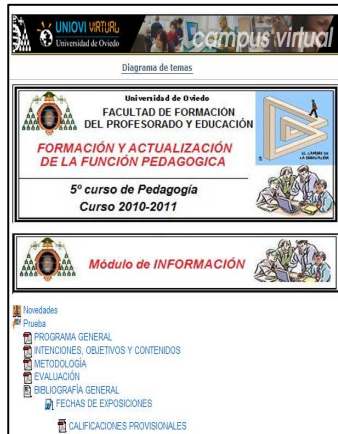 UNIOVI VIRTUAL
Universidad de Oviedo
campus virtual
Diagrama de temas
Universidad de Oviedo
FACULTAD DE FORMACIÓN
DEL PROFESORADO Y EDUCACIÓN
FORMACIÓN Y ACTUALIZACIÓN
DE LA FUNCIÓN PEDAGOGICA
5º curso de Pedagogía
Curso 2010-2011
Módulo de INFORMACIÓN
Novedades
Prueba
PROGRAMA GENERAL
INTENCIONES, OBJETIVOS Y CONTENIDOS
METODOLOGÍA
EVALUACIÓN
BIBLIOGRAFÍA GENERAL
FECHAS DE EXPOSICIONES
CALIFICACIONES PROVISIONALES